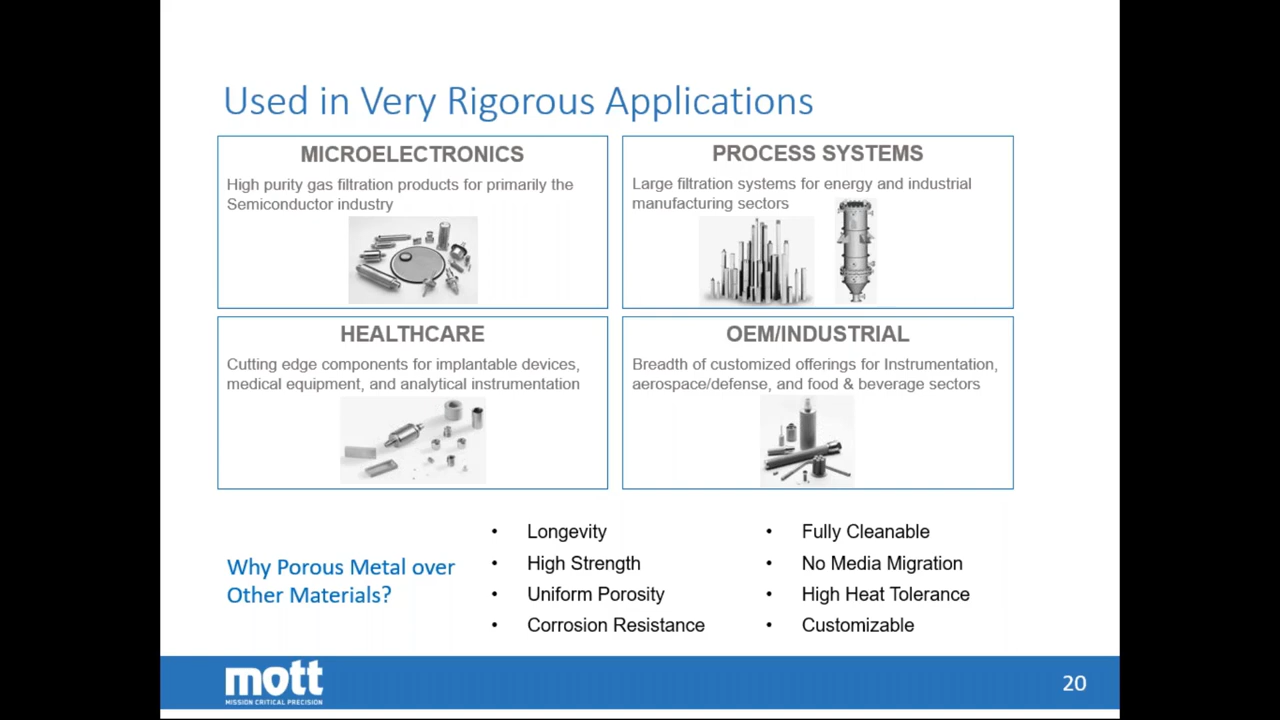 Used in Very Rigorous Applications
MICROELECTRONICS
High purity gas filtration products for primarily the
Semiconductor industry
PROCESS SYSTEMS
Large filtration systems for energy and industrial
manufacturing sectors
HEALTHCARE
Cutting edge components for implantable devices,
medical equipment, and analytical instrumentation
OEM/INDUSTRIAL
Breadth of customized offerings for Instrumentation,
aerospace/defense, and food & beverage sectors
Why Porous Metal over
Other Materials?
• Longevity
• High Strength
• Uniform Porosity
• Corrosion Resistance
• Fully Cleanable
• No Media Migration
• High Heat Tolerance
• Customizable
mott
MISSION CRITICAL PRECISION
20